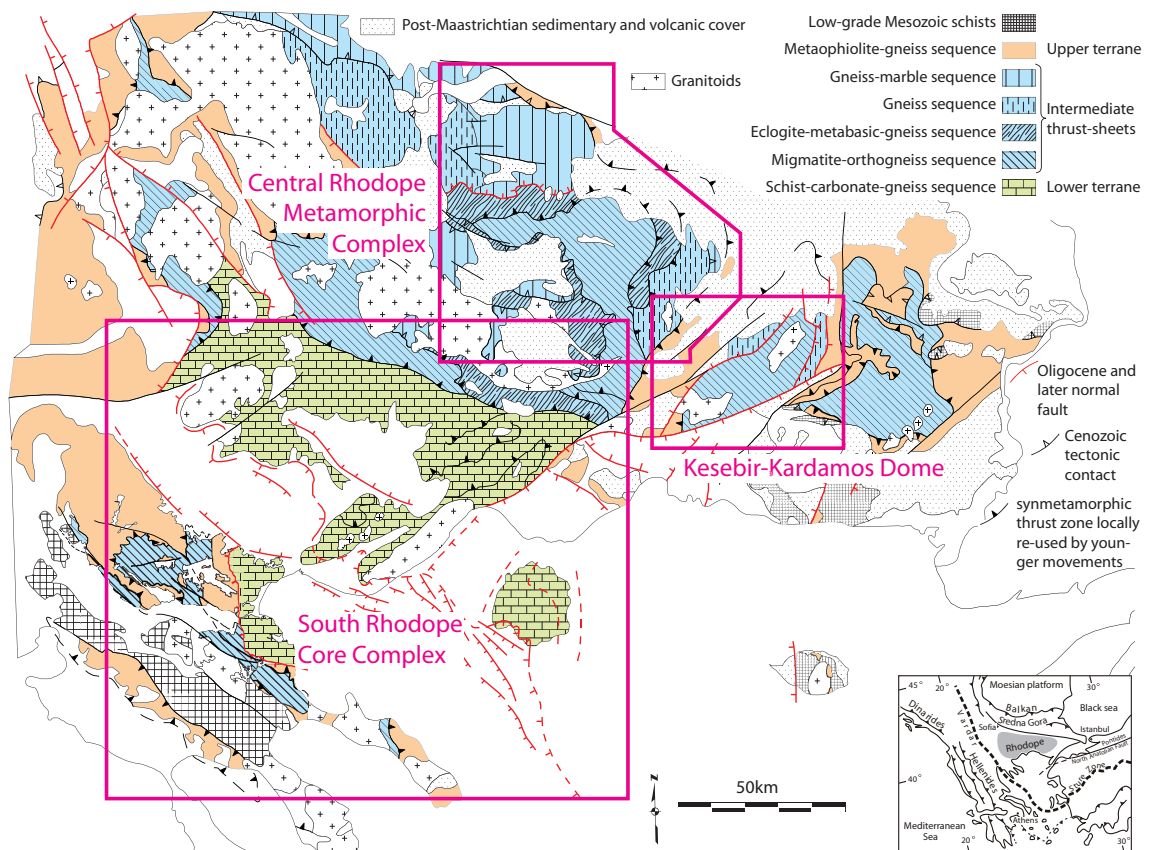 Post-Maastrichtian sedimentary and volcanic cover
Granitoids
Low-grade Mesozoic schists
Metaophiolite-gneiss sequence
Upper terrane
Gneiss-marble sequence
Gneiss sequence
Eclogite-metabasic-gneiss sequence
Migmatite-orthogneiss sequence
Intermediate
thrust-sheets
Schist-carbonate-gneiss sequence
Lower terrane
Central Rhodope
Metamorphic
Complex
Kesebir-Kardamos Dome
South Rhodope
Core Complex
Oligocene and
later normal
fault
Cenozoic
tectonic
contact
synmetamorphic
thrust zone locally
re-used by youn-
ger movements
N
50km
45
20°
Moesian platform
30°
Dinarides
Vardar
Balkan
Black sea
Sofia
Sredna Gora
Istanbul
Rhodope
Pontides
North Anatolian Fault
Hellenides
Suture Zone
40°
Athens
Mediterranean
Sea
20°
30°